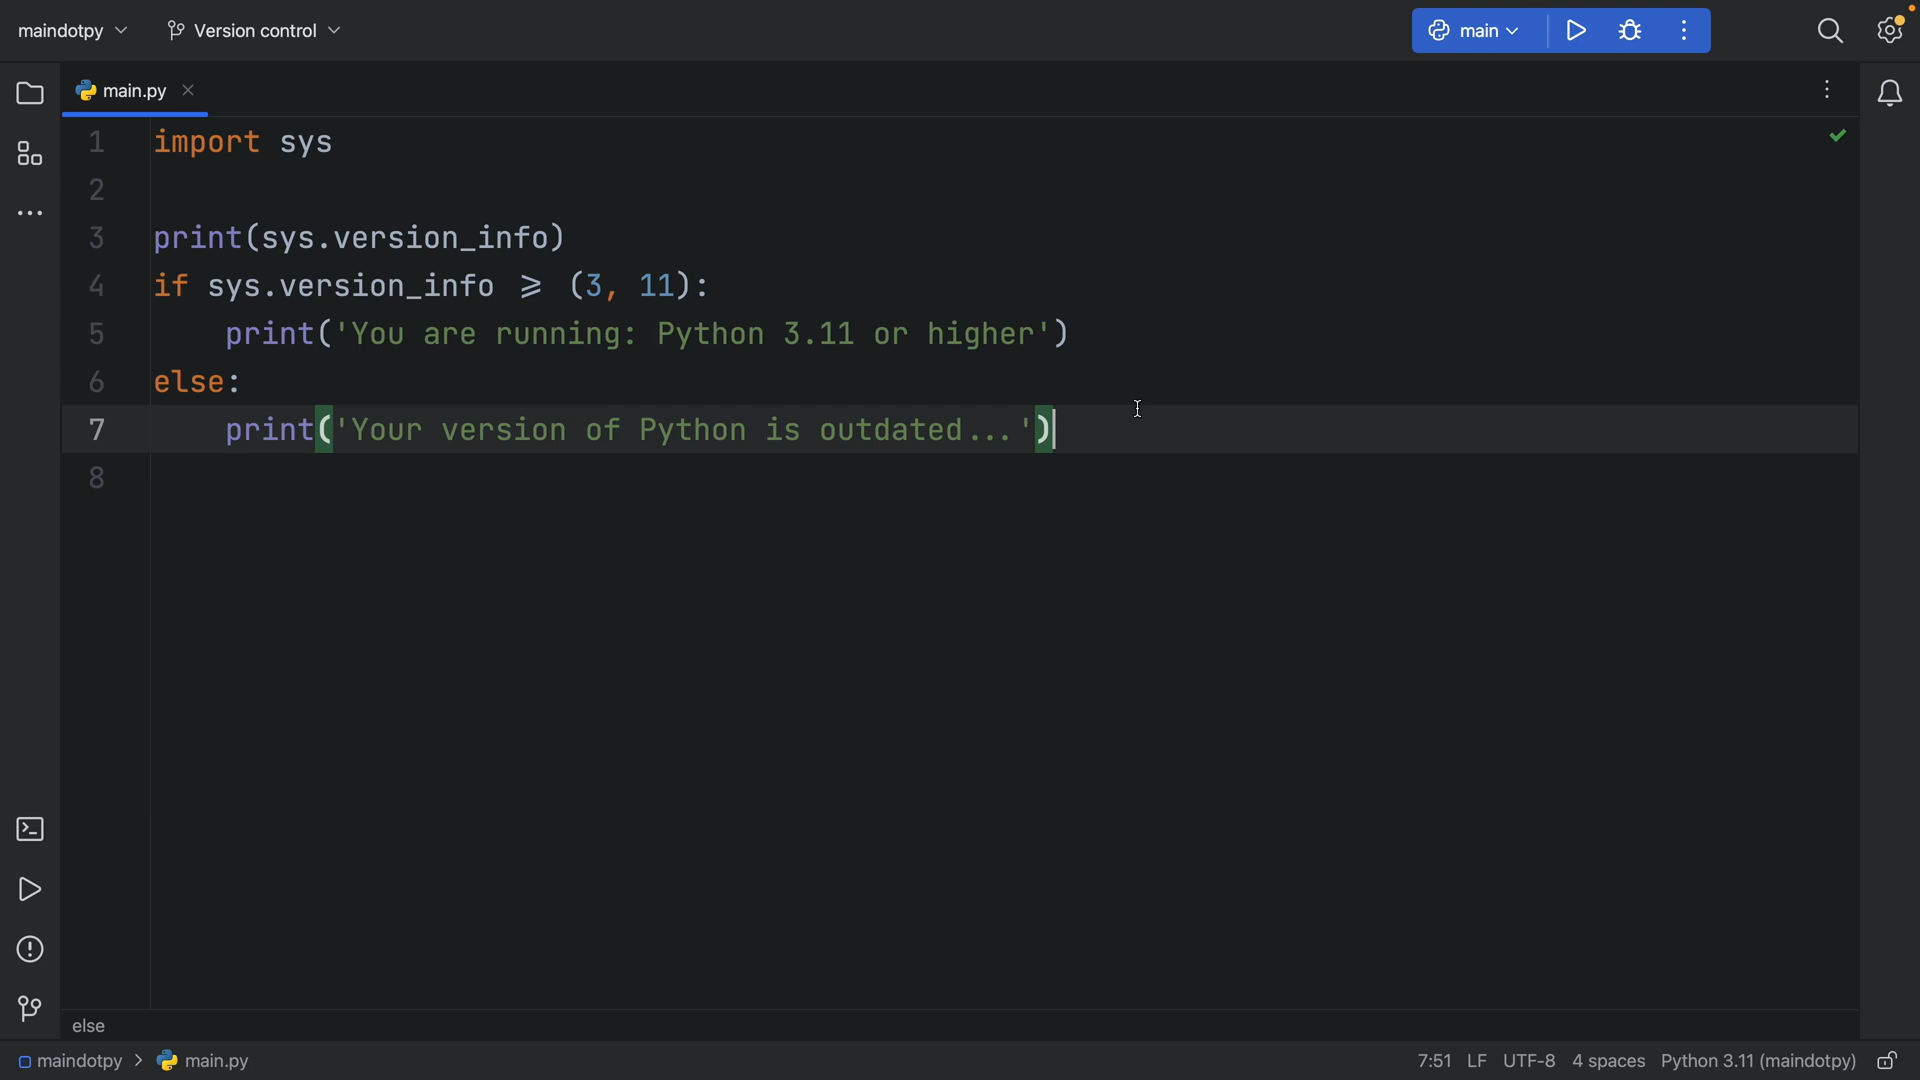 maindotpy Version control main
main.py
1 import sys
2
3 print(sys.version_info)
4 if sys.version_info ⩾ (3, 11):
5     print('You are running: Python 3.11 or higher')
6 else:
7     print('Your version of Python is outdated...')
8
else
maindotpy > main.py 7:51 LF UTF-8 4 spaces Python 3.11 (maindotpy)